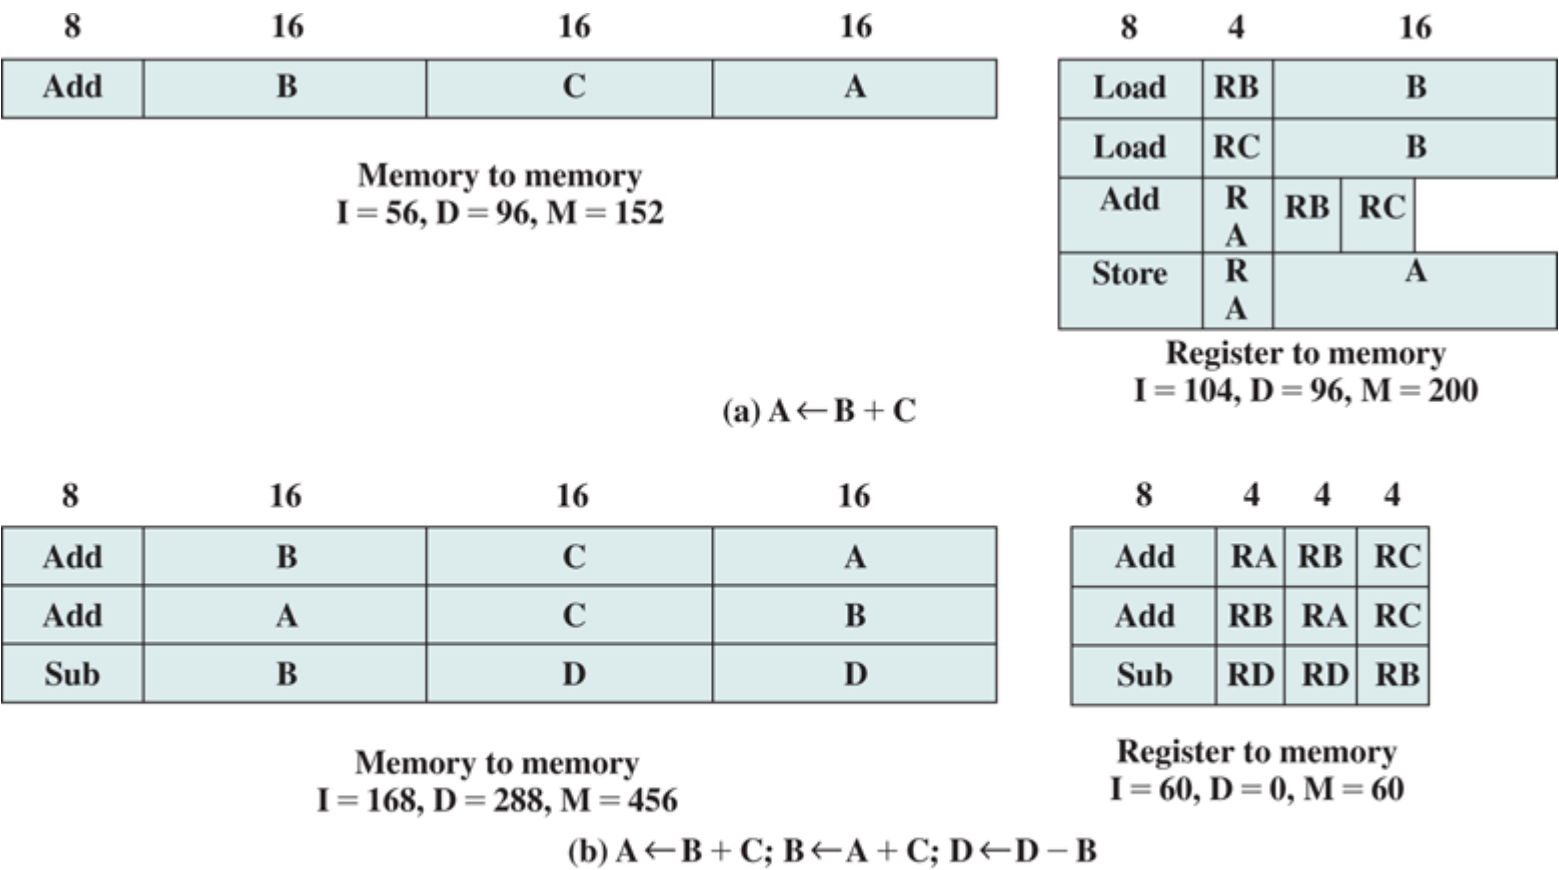 8 16 16 16
Add B C A
Memory to memory
I = 56, D = 96, M = 152
8 4 16
Load RB B
Load RC B
Add R A RB RC
Store R A A
Register to memory
I = 104, D = 96, M = 200
(a) A ← B + C
8 16 16 16
Add B C A
Add A C B
Sub B D D
Memory to memory
I = 168, D = 288, M = 456
8 4 4 4
Add RA RB RC
Add RB RA RC
Sub RD RD RB
Register to memory
I = 60, D = 0, M = 60
(b) A ← B + C; B ← A + C; D ← D − B